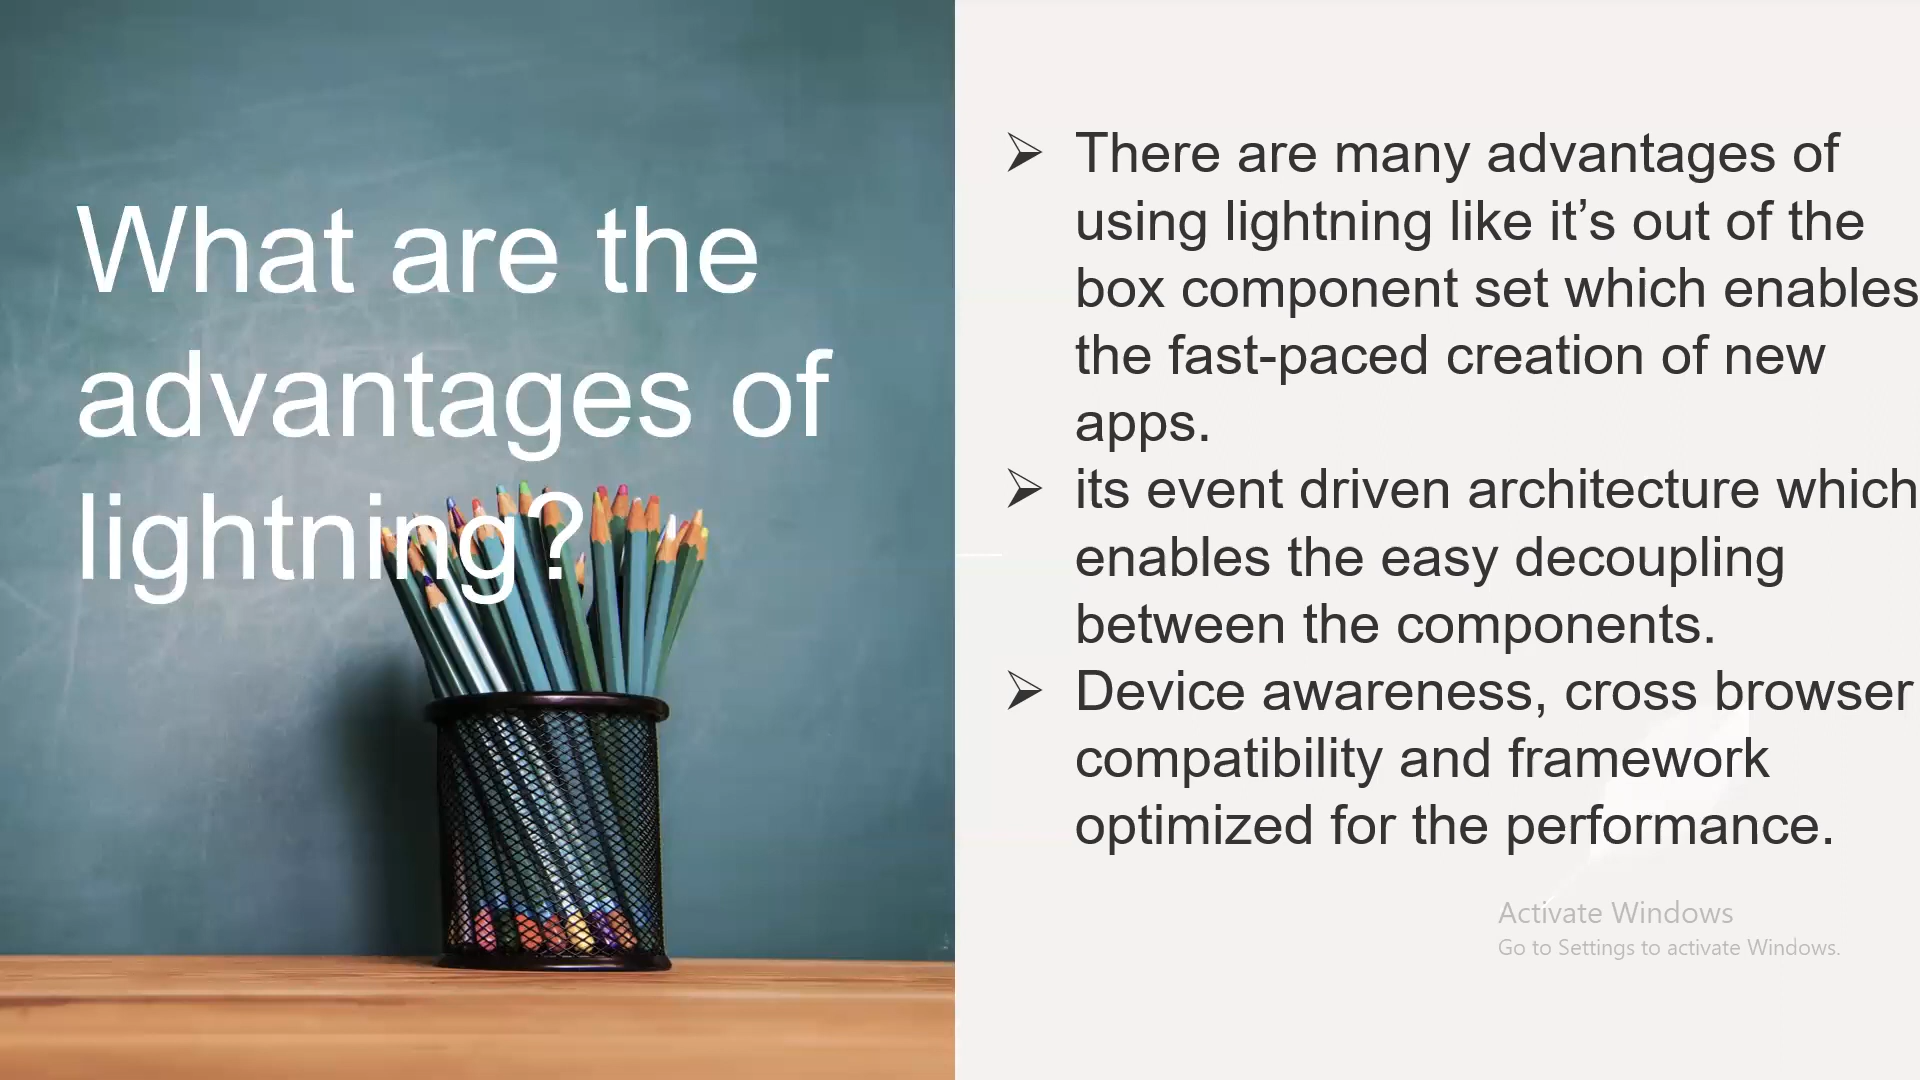 What are the
advantages of
lightning?
There are many advantages of
using lightning like it’s out of the
box component set which enables
the fast-paced creation of new
apps.
its event driven architecture which
enables the easy decoupling
between the components.
Device awareness, cross browser
compatibility and framework
optimized for the performance.
Activate Windows
Go to Settings to activate Windows.